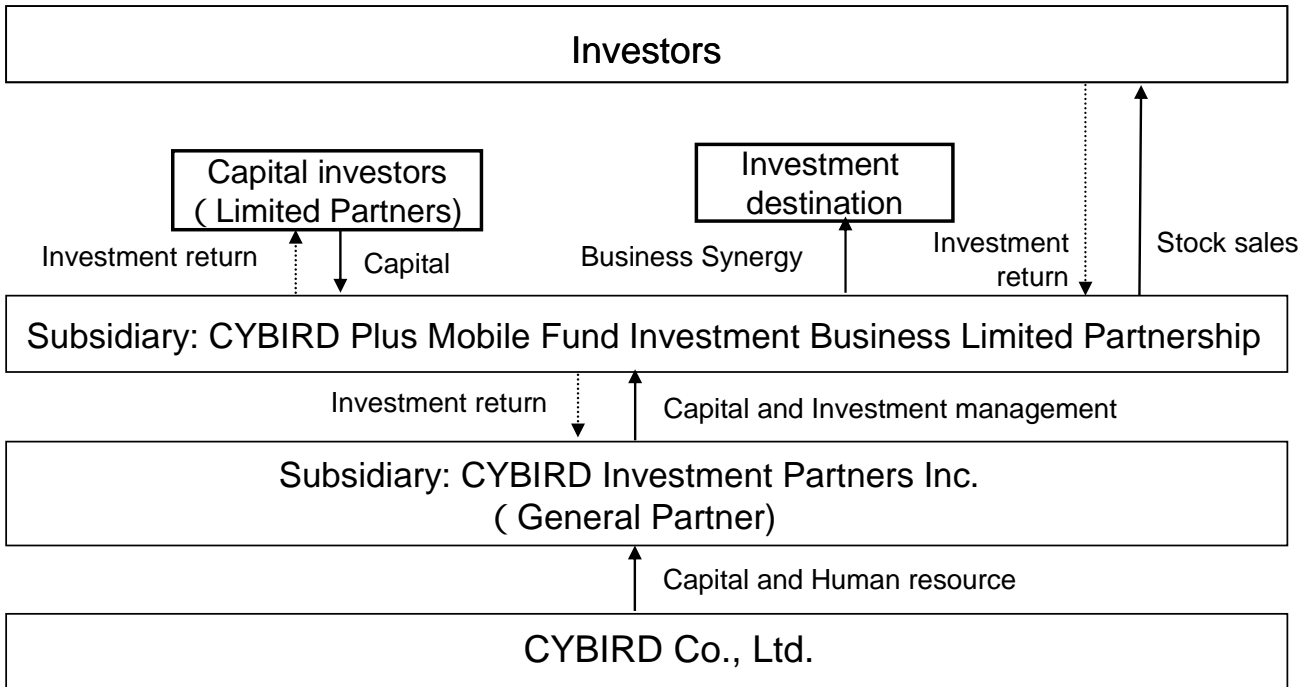 Investors
Capital investors
( Limited Partners)
Investment
destination
Investment return
Capital
Business Synergy
Investment
return
Stock sales
Subsidiary: CYBIRD Plus Mobile Fund Investment Business Limited Partnership
Investment return
Capital and Investment management
Subsidiary: CYBIRD Investment Partners Inc.
( General Partner)
Capital and Human resource
CYBIRD Co., Ltd.